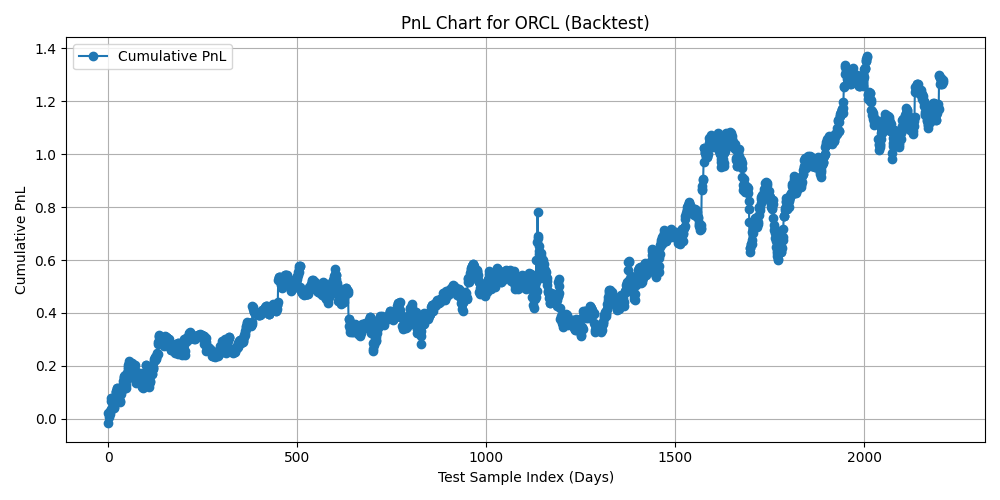 PnL Chart for ORCL (Backtest)
Cumulative PnL
Cumulative PnL
1.4
1.2
1.0
0.8
0.6
0.4
0.2
0.0
0 500 1000 1500 2000
Test Sample Index (Days)